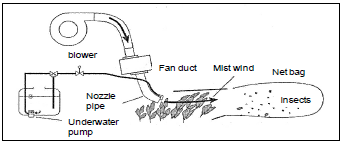 blower
Fan duct
Mist wind
Net bag
Nozzle
pipe
Insects
Underwater
pump